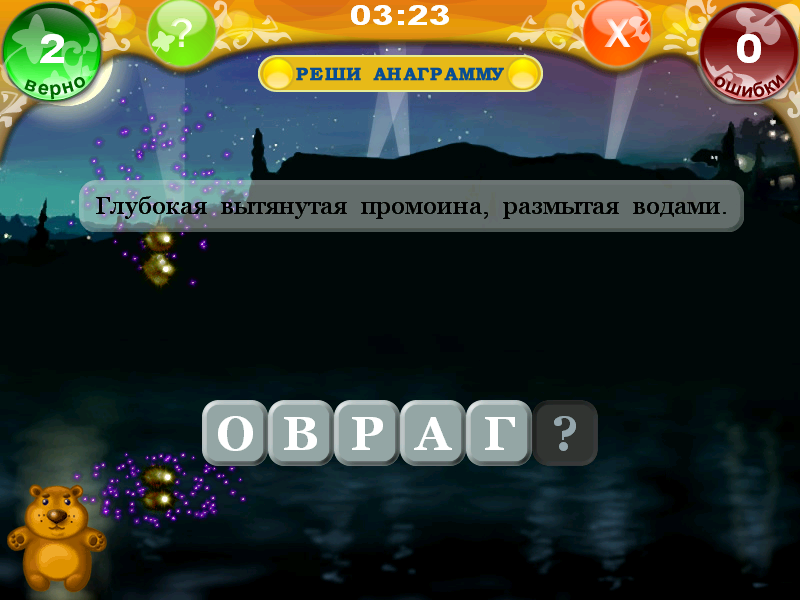 03:23
2
верно
?
X
0
ошибки
РЕШИ АНАГРАММУ
Глубокая вытянутая промоина, размытая водами.
О В Р А Г ?